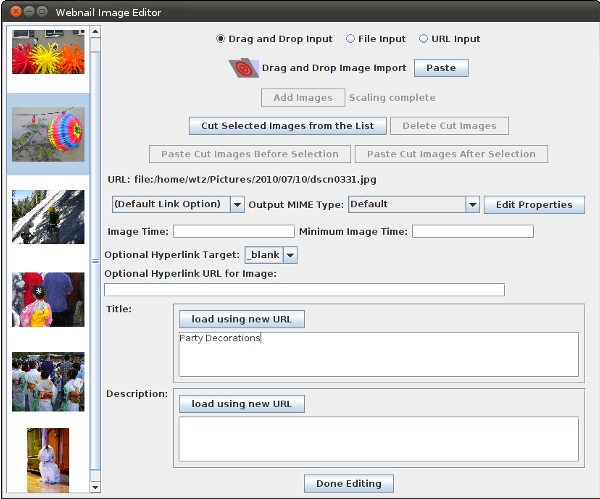 Webnail Image Editor
Drag and Drop Input File Input URL Input
Drag and Drop Image Import Paste
Add Images Scaling complete
Cut Selected Images from the List Delete Cut Images
Paste Cut Images Before Selection Paste Cut Images After Selection
URL: file:/home/wtz/Pictures/2010/07/10/dscn0331.jpg
(Default Link Option) Output MIME Type: Default Edit Properties
Image Time: Minimum Image Time:
Optional Hyperlink Target: _blank
Optional Hyperlink URL for Image:
Title: load using new URL
Party Decorations
Description: load using new URL
Done Editing